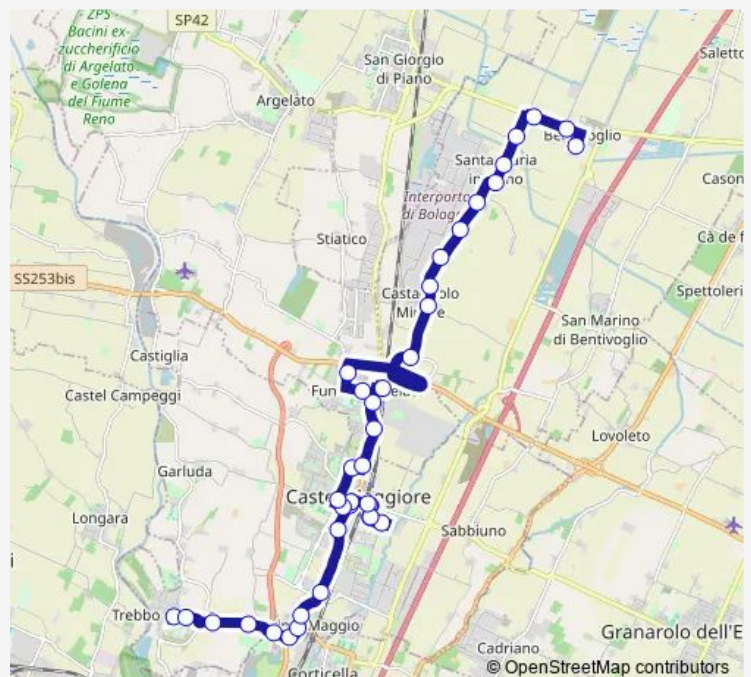 ZPS
Bacini ex-
zuccherificio
di Argelato
e Golena
del Fiume
Reno
SP42
Saletto
San Giorgio
di Piano
Argelato
Santa
in
Interporto
di
Cason
Stiatico
Cà de f
SS253bis
Spettoleri
San Marino
di Bentivoglio
Castiglia
Castel Campeggi
Lovoleto
Garluda
Longara
Sabbiuno
i
Trebbo
Maggio
Granarolo dell'E
Cadriano
Corticella
© OpenStreetMap contributors